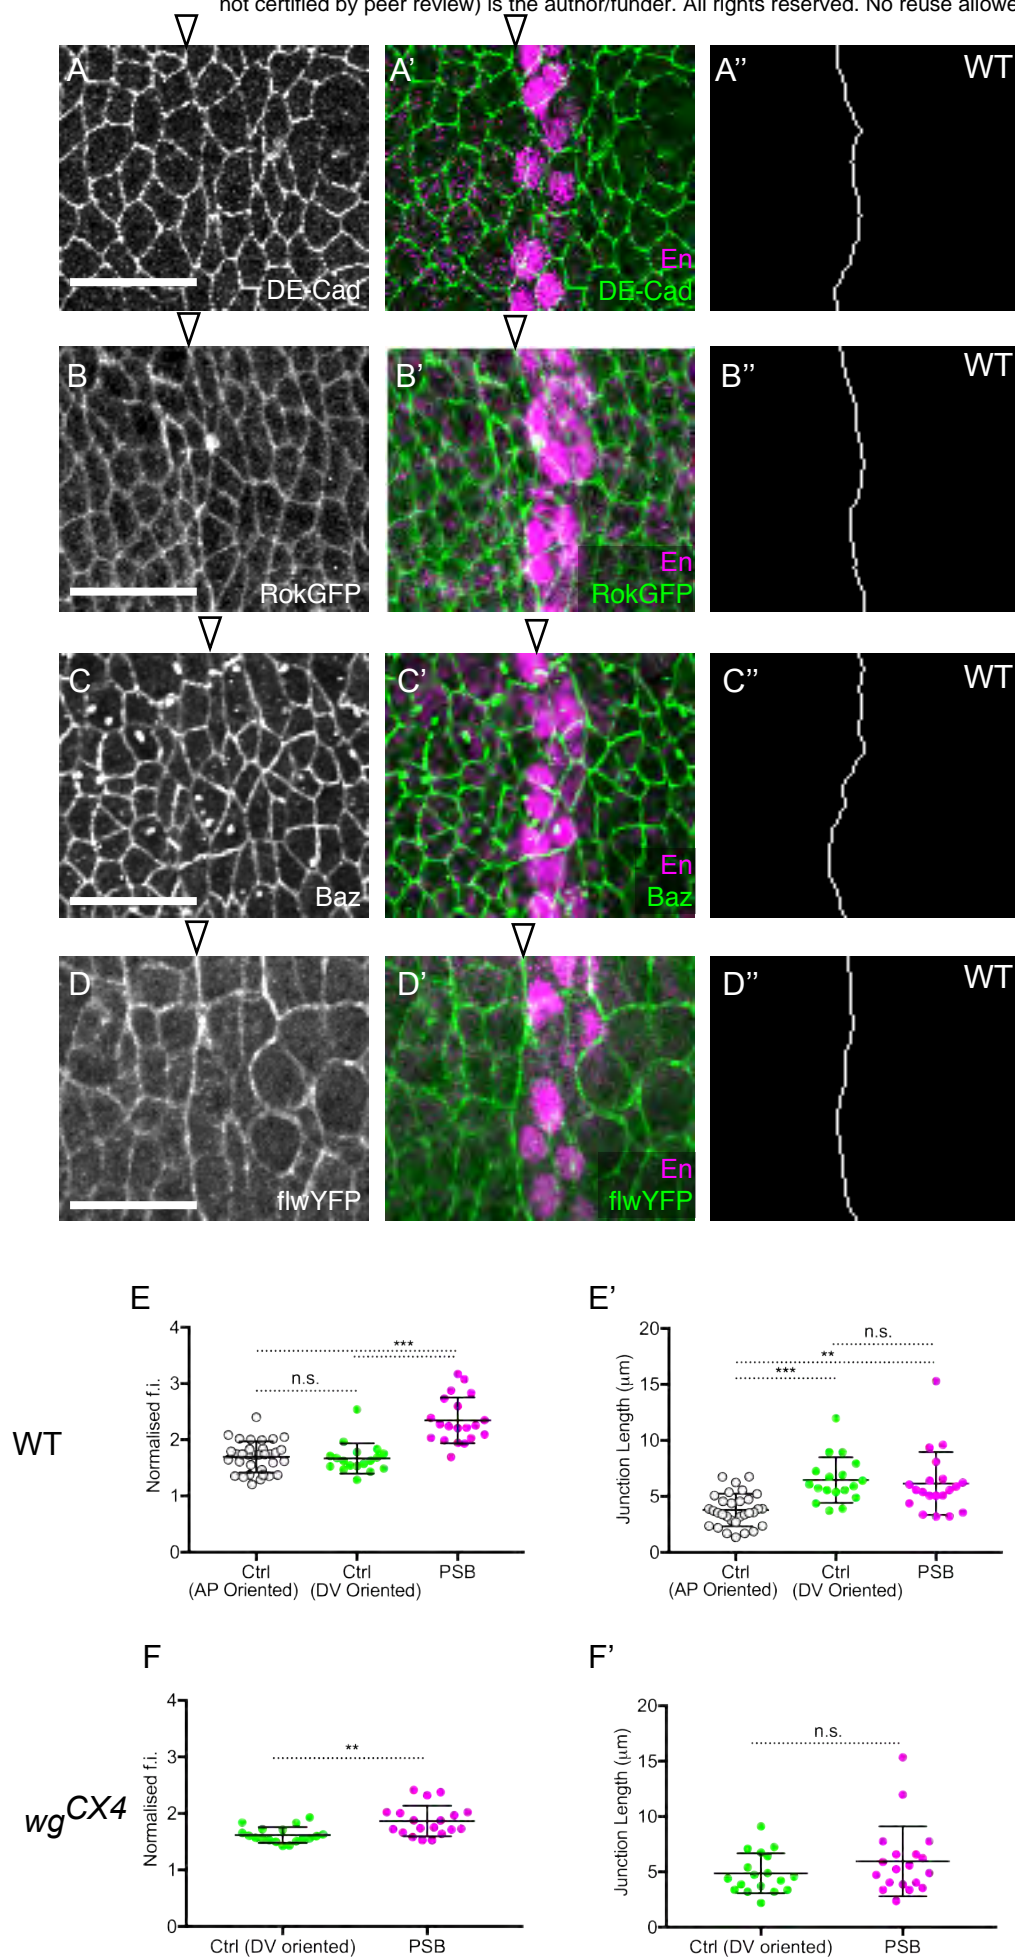 not certified by peer review) is the author/funder. All rights reserved. No reuse allowe
A
DE-Cad
A'
En
DE-Cad
A''
WT
B
RokGFP
B'
En
RokGFP
B''
WT
C
Baz
C'
En
Baz
C''
WT
D
flwYFP
D'
En
flwYFP
D''
WT
WT
E
Normalised f.i.
4
3
2
1
0
***
n.s.
Ctrl
(AP Oriented)
Ctrl
(DV Oriented)
PSB
E'
Junction Length (μm)
20
15
10
5
0
n.s.
**
***
Ctrl
(AP Oriented)
Ctrl
(DV Oriented)
PSB
wgCX4
F
Normalised f.i.
4
3
2
1
0
**
Ctrl (DV oriented)
PSB
F'
Junction Length (μm)
20
15
10
5
0
n.s.
Ctrl (DV oriented)
PSB